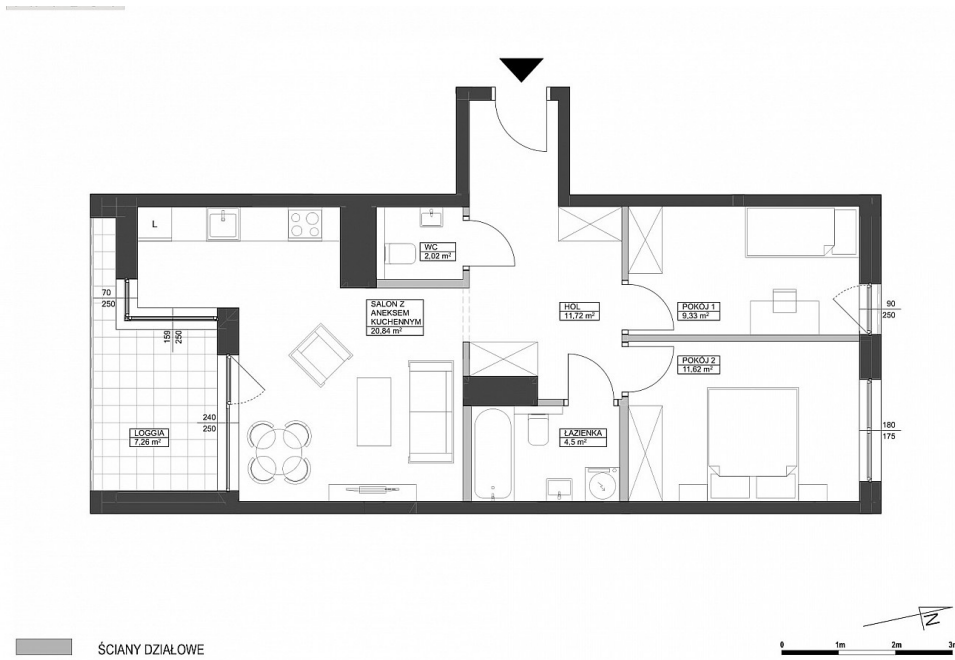 L
WC
2,02 m²
70
250
159
250
SALON Z
ANEKSEM
KUCHENNYM
20,84 m²
HOL
11,72 m²
POKÓJ 1
9,33 m²
90
250
POKÓJ 2
11,62 m²
240
250
LOGGIA
7,26 m²
ŁAZIENKA
4,5 m²
180
175
N
ŚCIANY DZIAŁOWE
0 1m 2m 3m